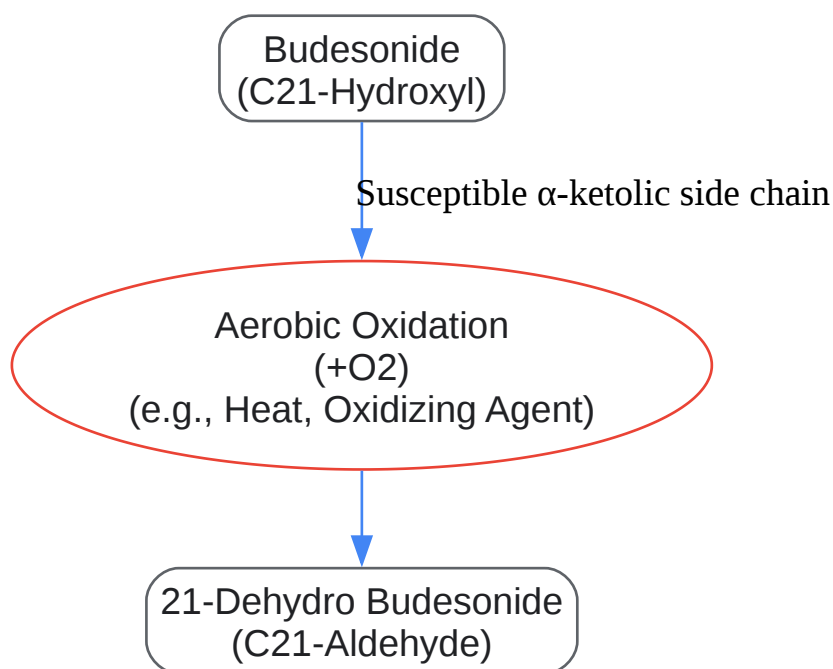 Budesonide
(C21-Hydroxyl)
Susceptible α-ketolic side chain
Aerobic Oxidation
(+O2)
(e.g., Heat, Oxidizing Agent)
21-Dehydro Budesonide
(C21-Aldehyde)